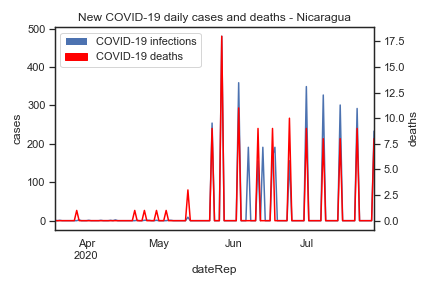 New COVID-19 daily cases and deaths - Nicaragua
COVID-19 infections
COVID-19 deaths
500
400
300
200
100
0
cases
17.5
15.0
12.5
10.0
7.5
5.0
2.5
0.0
deaths
Apr
2020
May
Jun
Jul
dateRep